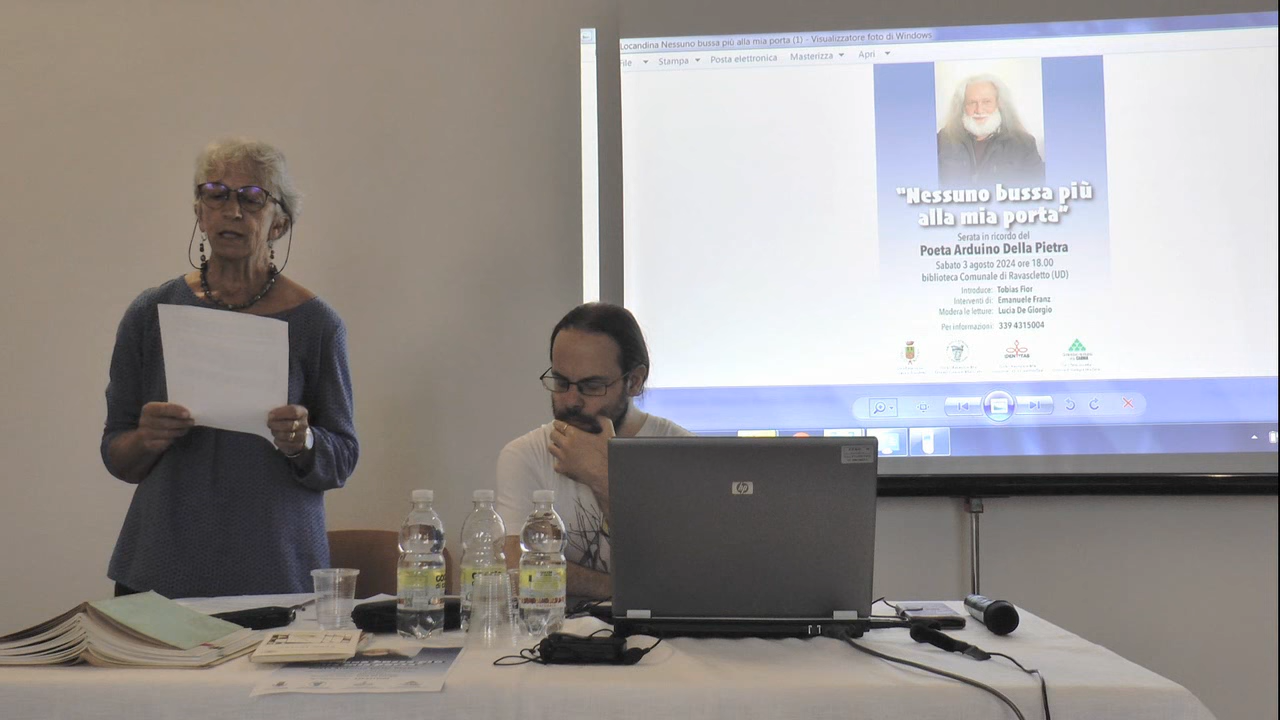 Locandina Nessuno bussa più alla mia porta (1) - Visualizzatore foto di Windows
File Stampa Posta elettronica Masterizza Apri
“Nessuno bussa più
alla mia porta”
Serata in ricordo del
Poeta Arduino Della Pietra
Sabato 3 agosto 2024 ore 18.00
biblioteca Comunale di Ravascletto (UD)
Introduce: Tobias Fior
Interventi di: Emanuele Franz
Modera le letture: Lucia De Giorgio
Per informazioni: 339 4315004
hp